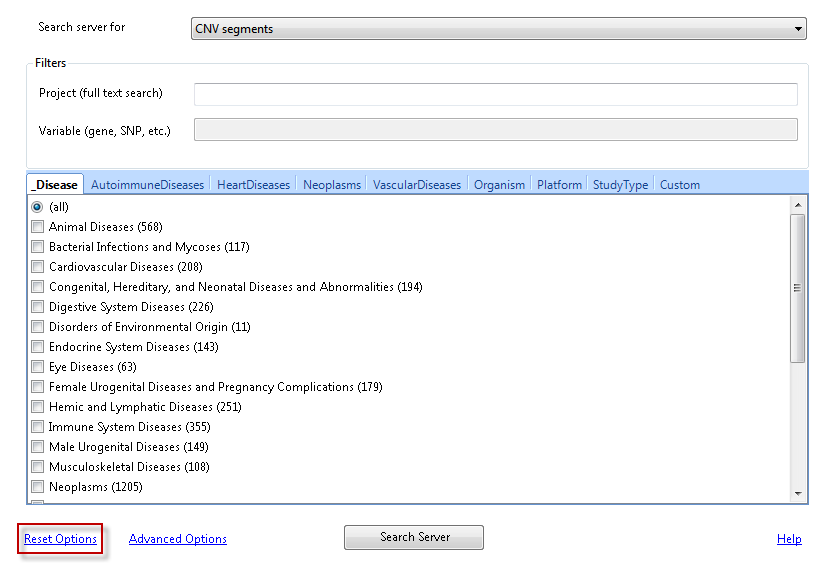 Search server for CNV segments
Filters
Project (full text search)
Variable (gene, SNP, etc.)
_Disease AutoimmuneDiseases HeartDiseases Neoplasms VascularDiseases Organism Platform StudyType Custom
(all)
Animal Diseases (568)
Bacterial Infections and Mycoses (117)
Cardiovascular Diseases (208)
Congenital, Hereditary, and Neonatal Diseases and Abnormalities (194)
Digestive System Diseases (226)
Disorders of Environmental Origin (11)
Endocrine System Diseases (143)
Eye Diseases (63)
Female Urogenital Diseases and Pregnancy Complications (179)
Hemic and Lymphatic Diseases (251)
Immune System Diseases (355)
Male Urogenital Diseases (149)
Musculoskeletal Diseases (108)
Neoplasms (1205)
Reset Options Advanced Options Search Server Help